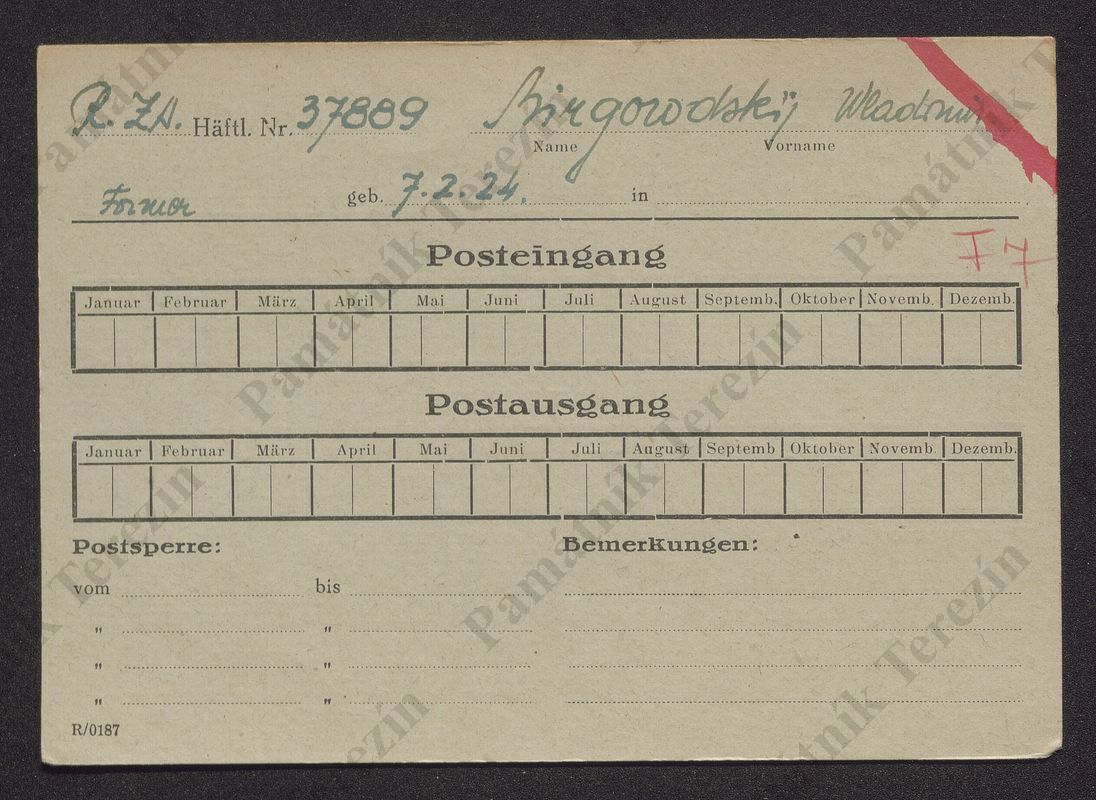 R. ZA. Häftl. Nr. 37889 Birgorodskij Wladimir
Name Vorname
Former geb. 7.2.24. in
F 7
Posteingang
Januar Februar März April Mai Juni Juli August Septemb. Oktober Novemb. Dezemb.
Postausgang
Januar Februar März April Mai Juni Juli August Septemb Oktober Novemb. Dezemb.
Postsperre: Bemerkungen:
vom bis
" "
" "
" "
R/0187
Památník Terezín